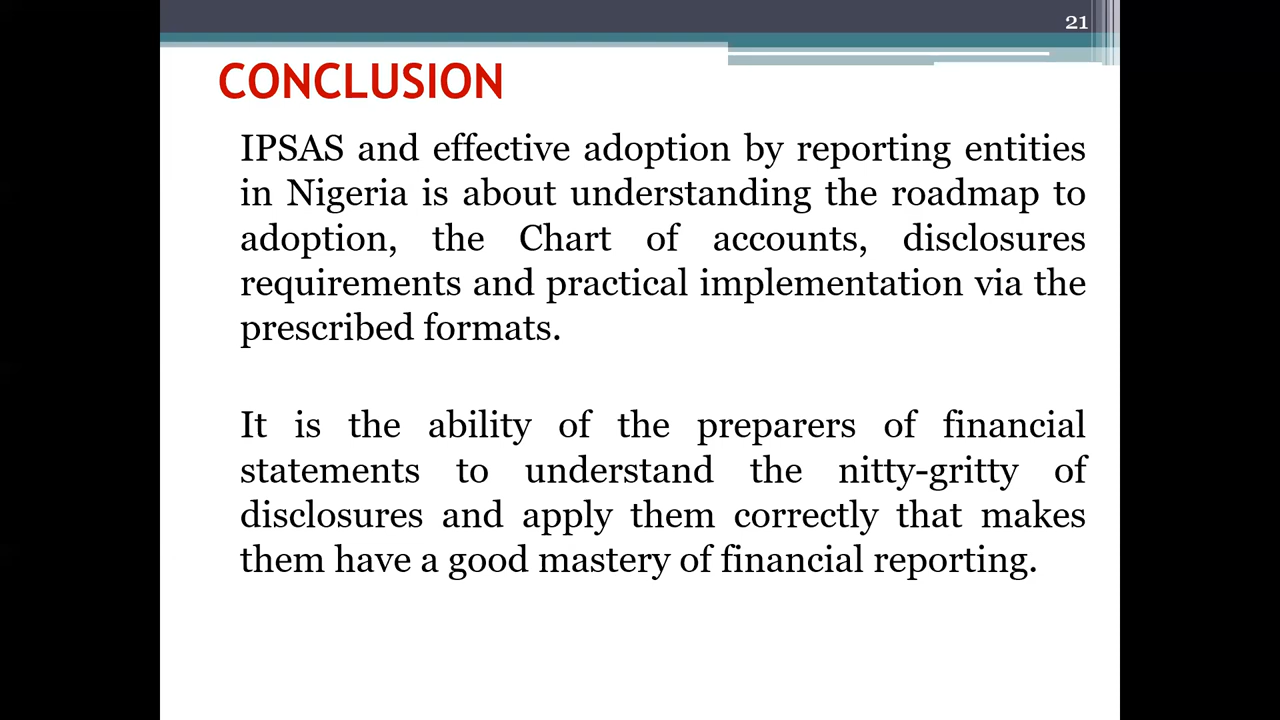 21
CONCLUSION
IPSAS and effective adoption by reporting entities
in Nigeria is about understanding the roadmap to
adoption, the Chart of accounts, disclosures
requirements and practical implementation via the
prescribed formats.
It is the ability of the preparers of financial
statements to understand the nitty-gritty of
disclosures and apply them correctly that makes
them have a good mastery of financial reporting.